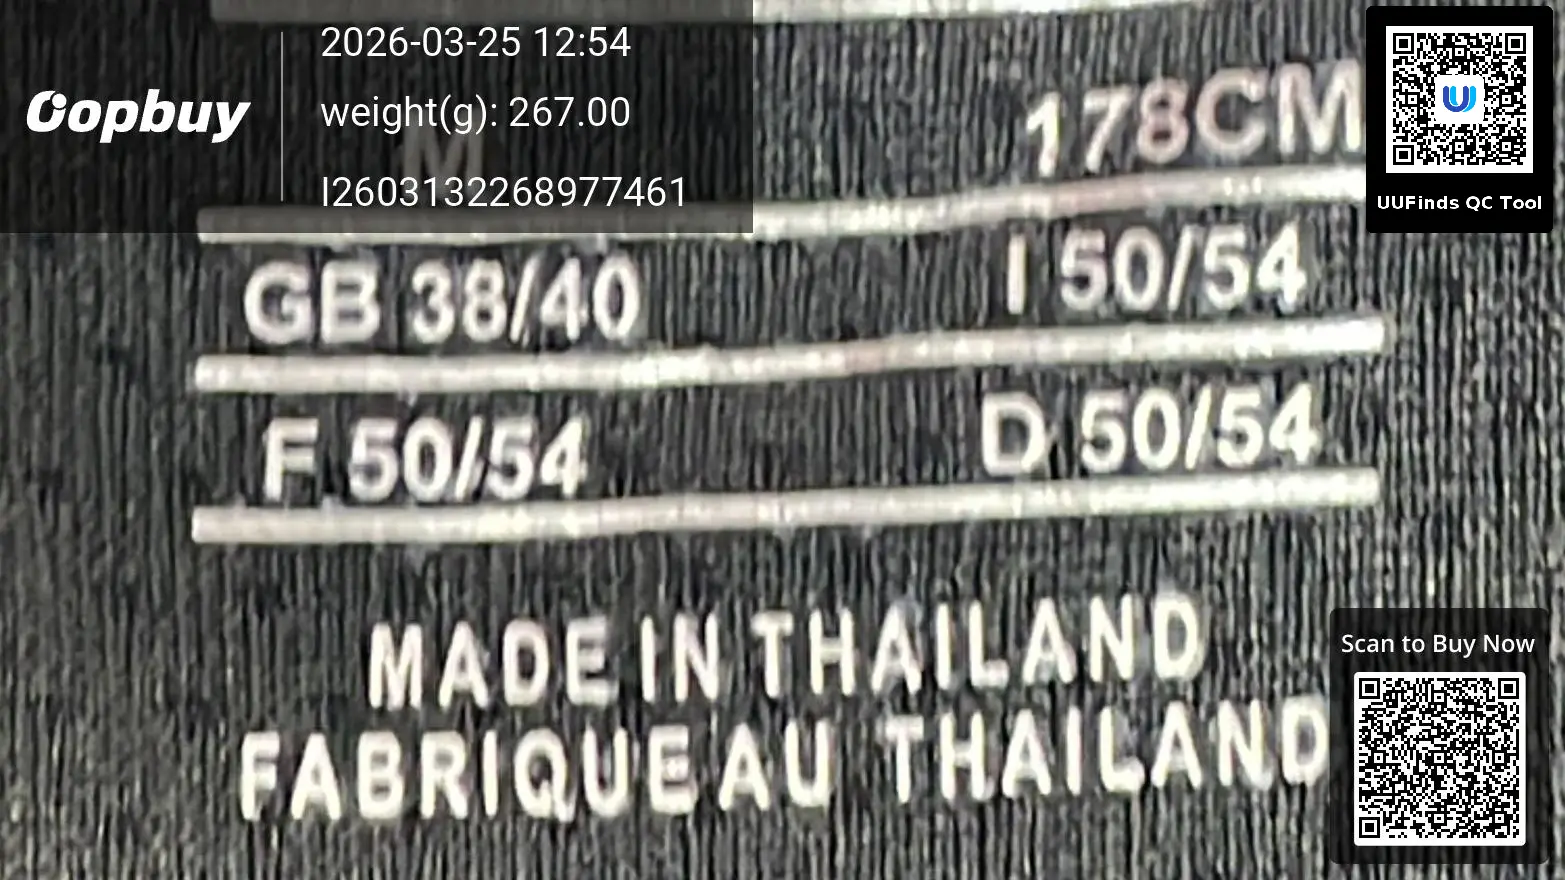 Oopbuy
2026-03-25 12:54
weight(g): 267.00
I2603132268977461
UUFinds QC Tool
M 178CM
GB 38/40 I 50/54
F 50/54 D 50/54
MADE IN THAILAND
FABRIQUE AU THAILAND
Scan to Buy Now